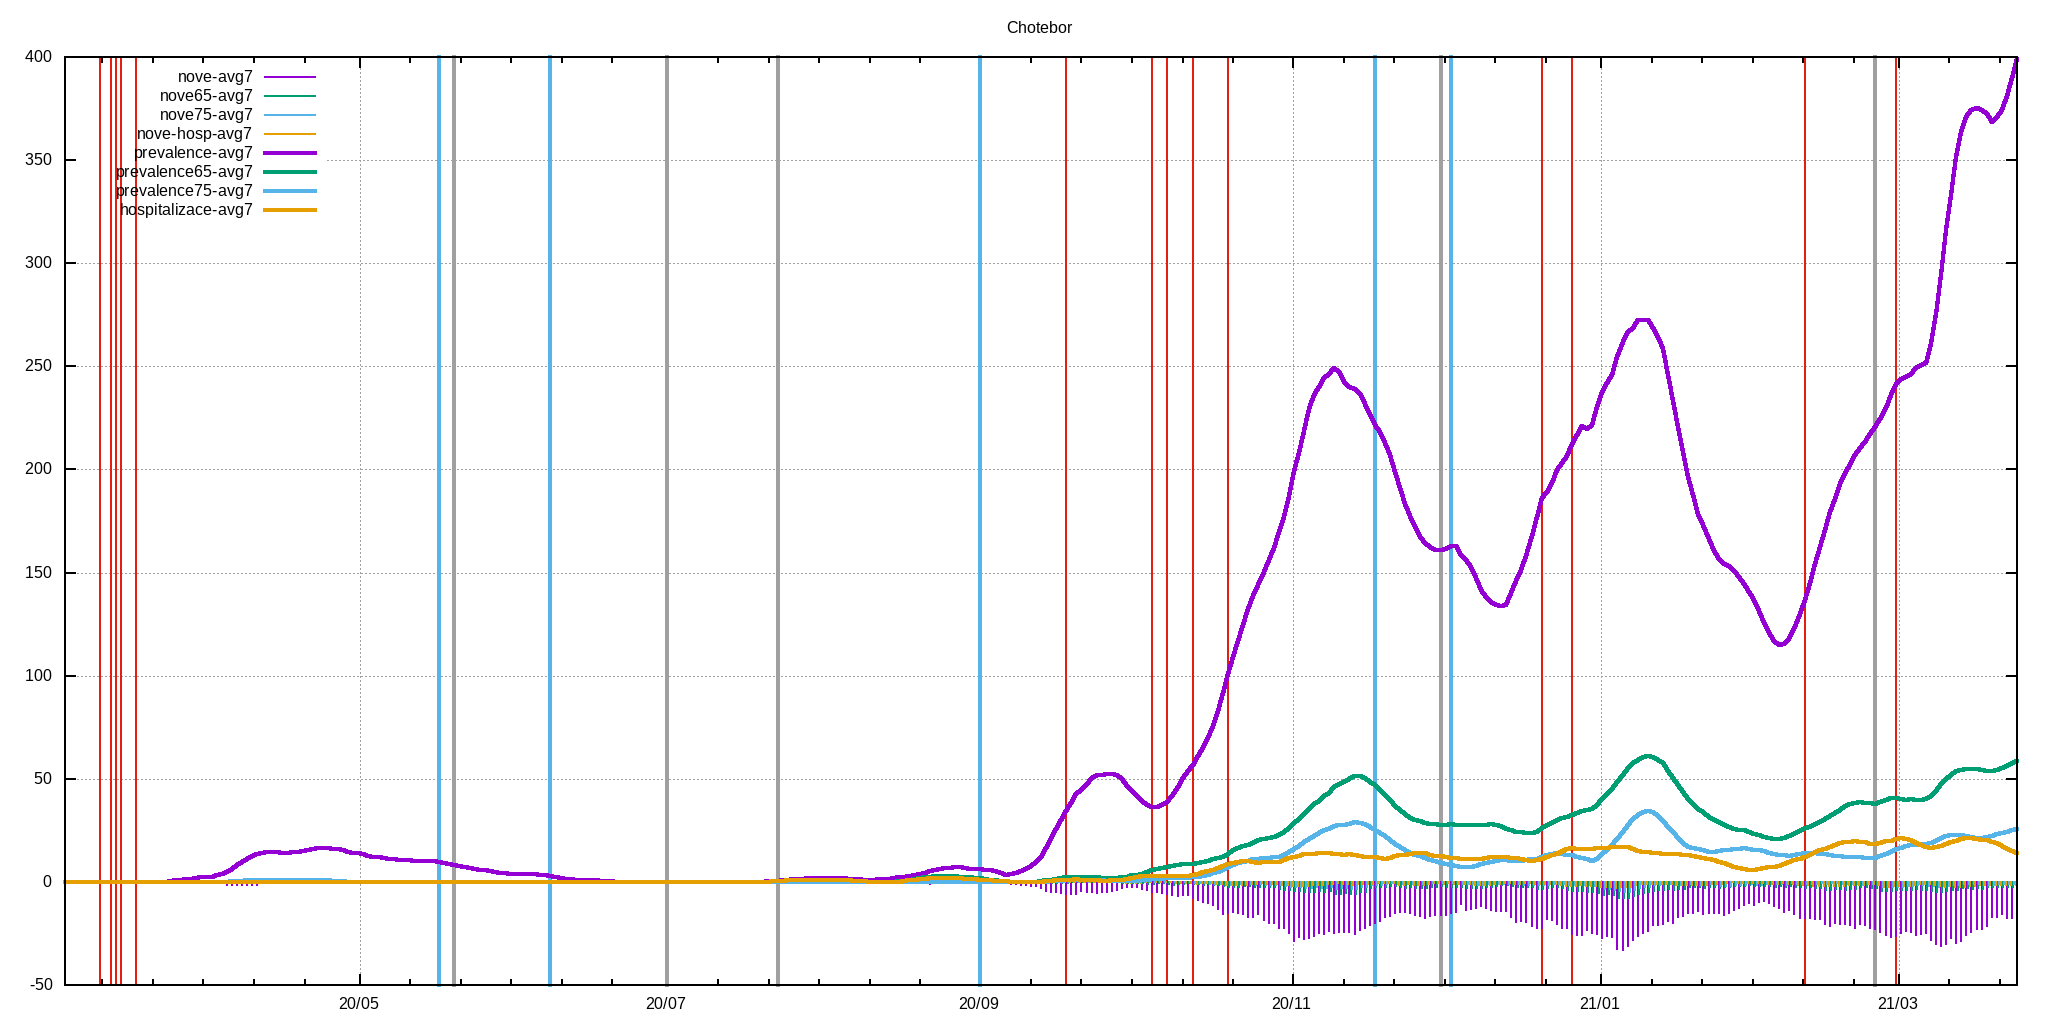 Chotebor
400
350
300
250
200
150
100
50
0
-50
nove-avg7
nove65-avg7
nove75-avg7
nove-hosp-avg7
prevalence-avg7
prevalence65-avg7
prevalence75-avg7
hospitalizace-avg7
20/05 20/07 20/09 20/11 21/01 21/03